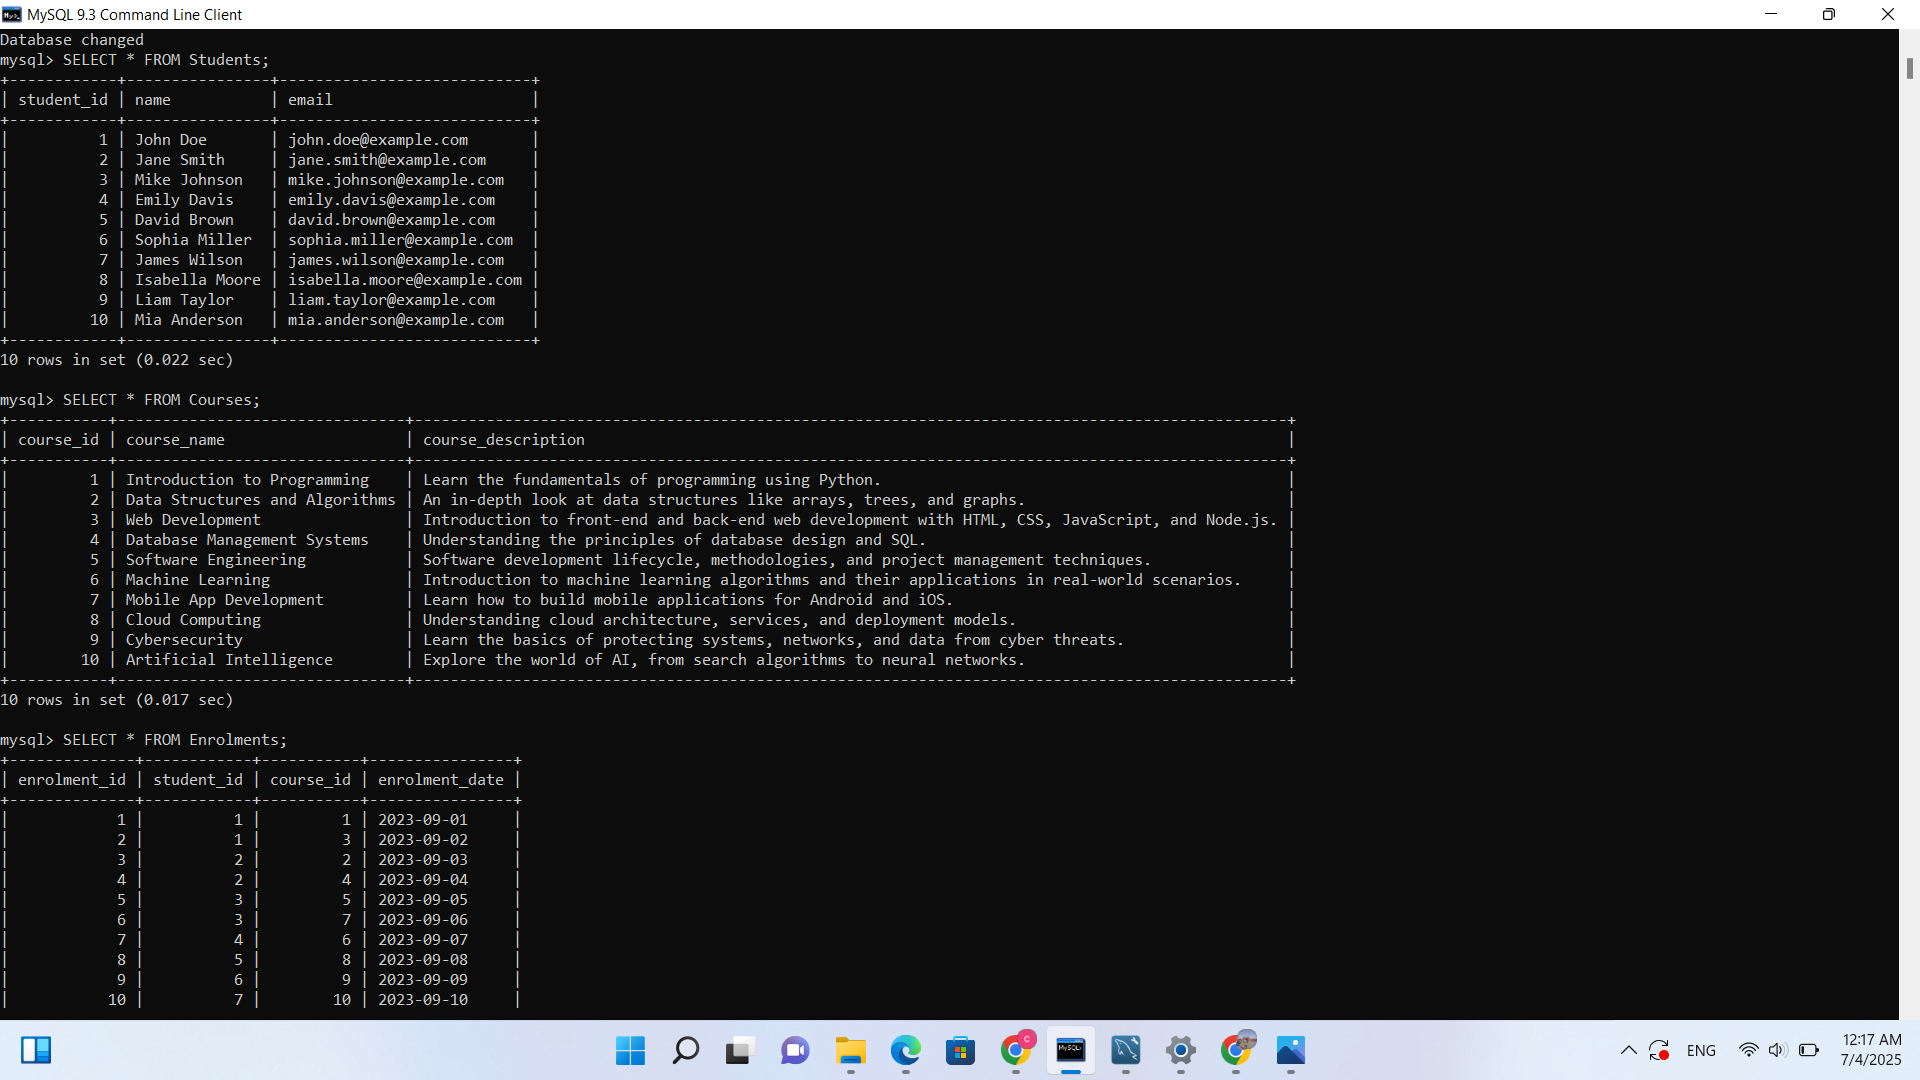 MySQL 9.3 Command Line Client
Database changed
mysql> SELECT * FROM Students;
+------------+----------------+----------------------------+
| student_id | name           | email                      |
+------------+----------------+----------------------------+
|          1 | John Doe       | john.doe@example.com       |
|          2 | Jane Smith     | jane.smith@example.com     |
|          3 | Mike Johnson   | mike.johnson@example.com   |
|          4 | Emily Davis    | emily.davis@example.com    |
|          5 | David Brown    | david.brown@example.com    |
|          6 | Sophia Miller  | sophia.miller@example.com  |
|          7 | James Wilson   | james.wilson@example.com   |
|          8 | Isabella Moore | isabella.moore@example.com |
|          9 | Liam Taylor    | liam.taylor@example.com    |
|         10 | Mia Anderson   | mia.anderson@example.com   |
+------------+----------------+----------------------------+
10 rows in set (0.022 sec)
mysql> SELECT * FROM Courses;
+-----------+--------------------------------+------------------------------------------------------------------------------------------------+
| course_id | course_name                    | course_description                                                                             |
+-----------+--------------------------------+------------------------------------------------------------------------------------------------+
|         1 | Introduction to Programming    | Learn the fundamentals of programming using Python.                                            |
|         2 | Data Structures and Algorithms | An in-depth look at data structures like arrays, trees, and graphs.                            |
|         3 | Web Development                | Introduction to front-end and back-end web development with HTML, CSS, JavaScript, and Node.js. |
|         4 | Database Management Systems    | Understanding the principles of database design and SQL.                                       |
|         5 | Software Engineering           | Software development lifecycle, methodologies, and project management techniques.              |
|         6 | Machine Learning               | Introduction to machine learning algorithms and their applications in real-world scenarios.    |
|         7 | Mobile App Development         | Learn how to build mobile applications for Android and iOS.                                    |
|         8 | Cloud Computing                | Understanding cloud architecture, services, and deployment models.                             |
|         9 | Cybersecurity                  | Learn the basics of protecting systems, networks, and data from cyber threats.                 |
|        10 | Artificial Intelligence        | Explore the world of AI, from search algorithms to neural networks.                            |
+-----------+--------------------------------+------------------------------------------------------------------------------------------------+
10 rows in set (0.017 sec)
mysql> SELECT * FROM Enrolments;
+--------------+------------+-----------+----------------+
| enrolment_id | student_id | course_id | enrolment_date |
+--------------+------------+-----------+----------------+
|            1 |          1 |         1 | 2023-09-01     |
|            2 |          1 |         3 | 2023-09-02     |
|            3 |          2 |         2 | 2023-09-03     |
|            4 |          2 |         4 | 2023-09-04     |
|            5 |          3 |         5 | 2023-09-05     |
|            6 |          3 |         7 | 2023-09-06     |
|            7 |          4 |         6 | 2023-09-07     |
|            8 |          5 |         8 | 2023-09-08     |
|            9 |          6 |         9 | 2023-09-09     |
|           10 |          7 |        10 | 2023-09-10     |
C
MySQL
ENG
12:17 AM
7/4/2025